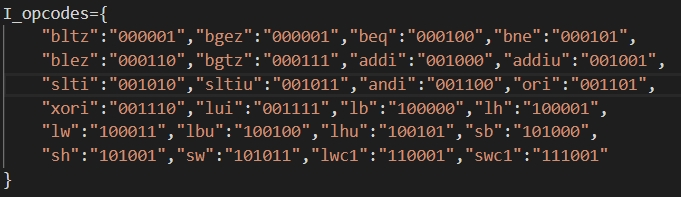 I_opcodes={
"bltz":"000001","bgez":"000001","beq":"000100","bne":"000101",
"blez":"000110","bgtz":"000111","addi":"001000","addiu":"001001",
"slti":"001010","sltiu":"001011","andi":"001100","ori":"001101",
"xori":"001110","lui":"001111","lb":"100000","lh":"100001",
"lw":"100011","lbu":"100100","lhu":"100101","sb":"101000",
"sh":"101001","sw":"101011","lwc1":"110001","swc1":"111001"
}